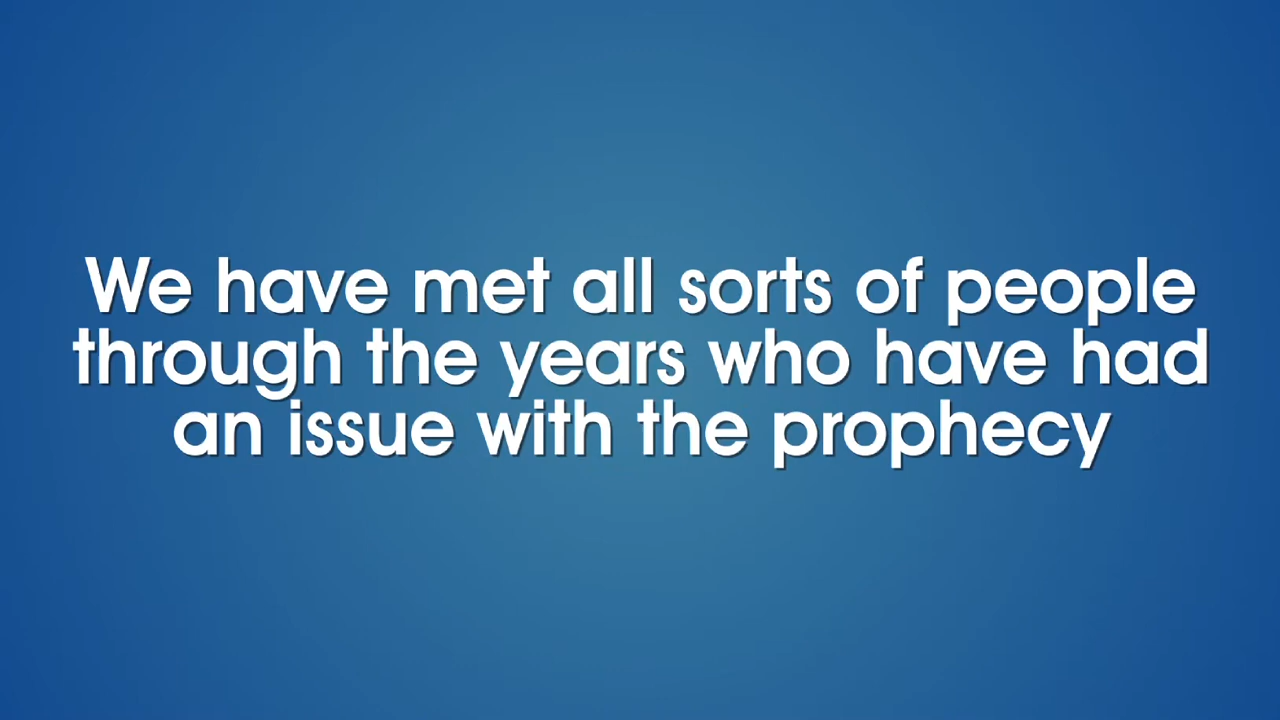 We have met all sorts of people
through the years who have had
an issue with the prophecy